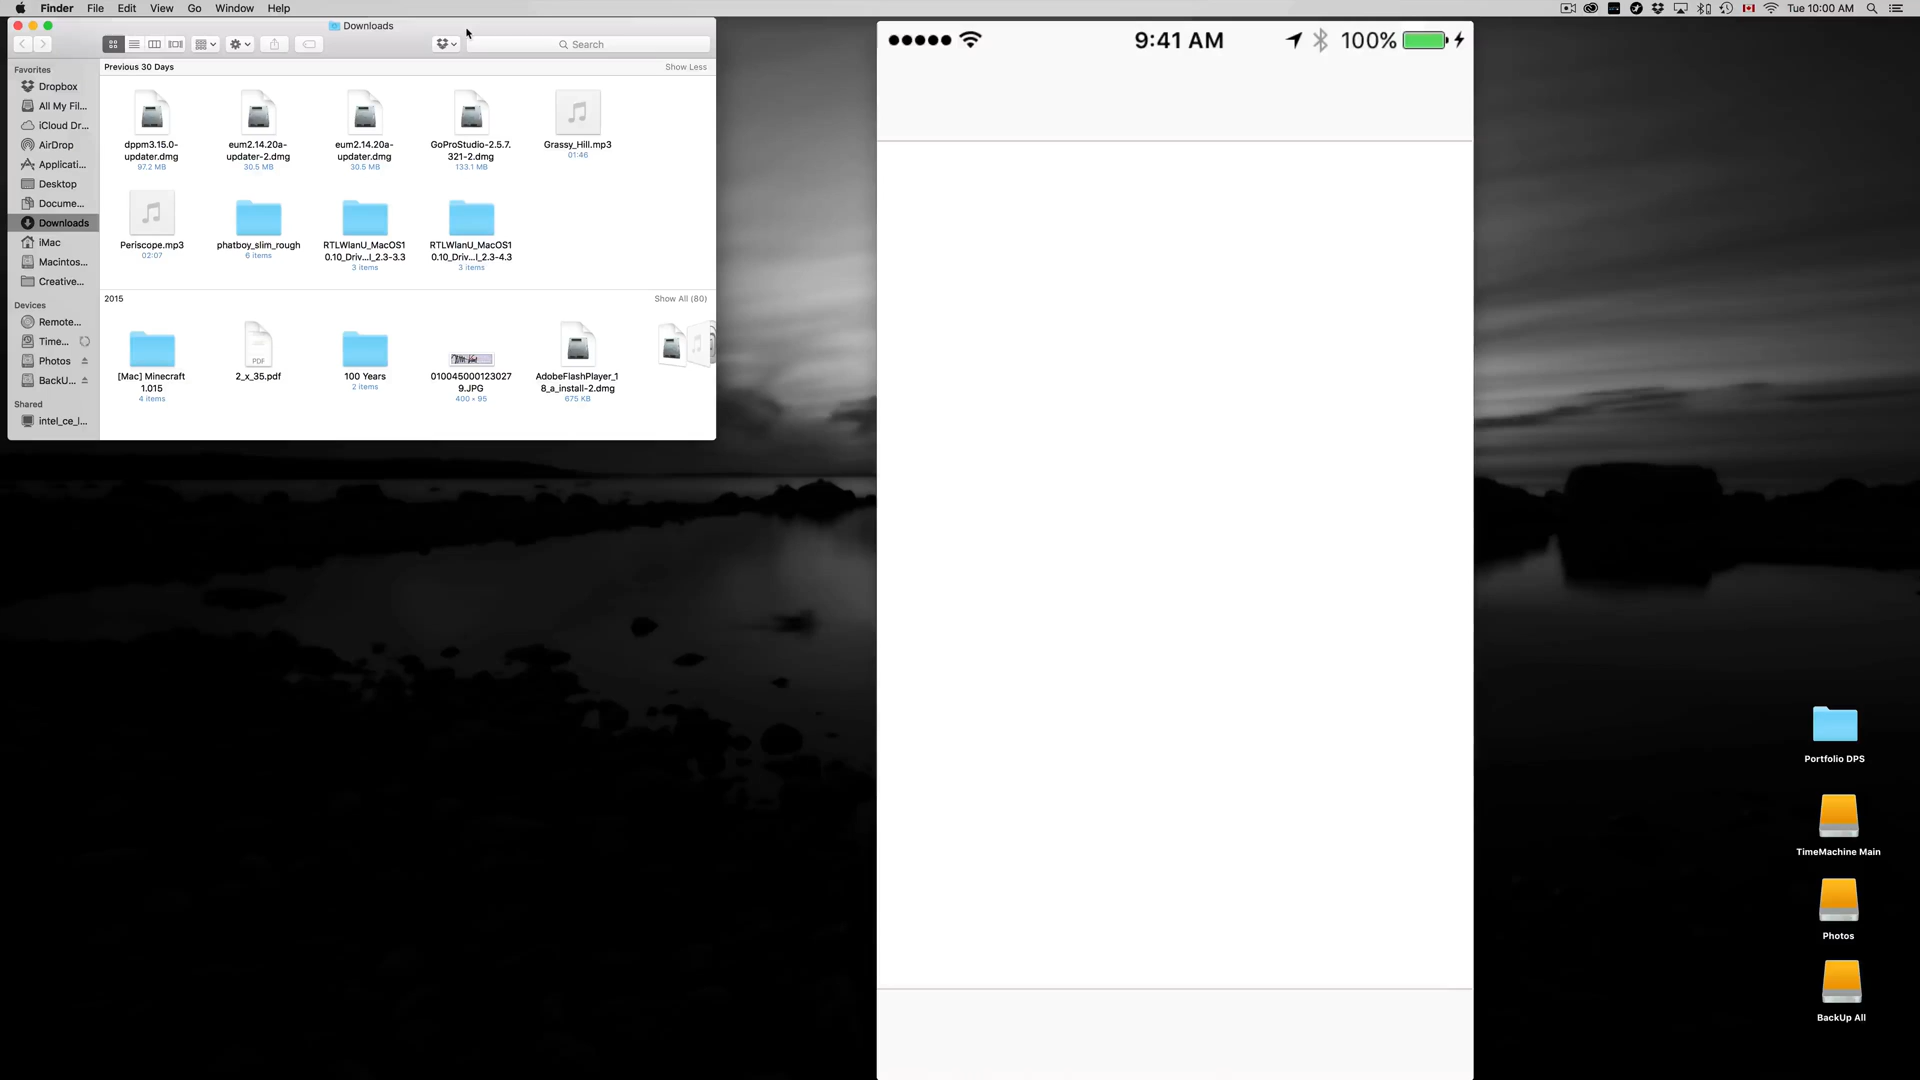 Finder File Edit View Go Window Help
Tue 10:00 AM
Downloads
Search
Favorites
Dropbox
All My Fil...
iCloud Dr...
AirDrop
Applicati...
Desktop
Docume...
Downloads
iMac
Macintos...
Creative...
Devices
Remote...
Time...
Photos
BackU...
Shared
intel_ce_l...
Previous 30 Days Show Less
dppm3.15.0-
updater.dmg
97.2 MB
eum2.14.20a-
updater-2.dmg
30.5 MB
eum2.14.20a-
updater.dmg
30.5 MB
GoProStudio-2.5.7.
321-2.dmg
133.1 MB
Grassy_Hill.mp3
01:46
Periscope.mp3
02:07
phatboy_slim_rough
6 items
RTLWlanU_MacOS1
0.10_Driv...l_2.3-3.3
3 items
RTLWlanU_MacOS1
0.10_Driv...l_2.3-4.3
3 items
2015 Show All (80)
[Mac] Minecraft
1.015
4 items
PDF
2_x_35.pdf
100 Years
2 items
010045000123027
9.JPG
400 × 95
AdobeFlashPlayer_1
8_a_install-2.dmg
675 KB
9:41 AM
100%
Portfolio DPS
TimeMachine Main
Photos
BackUp All